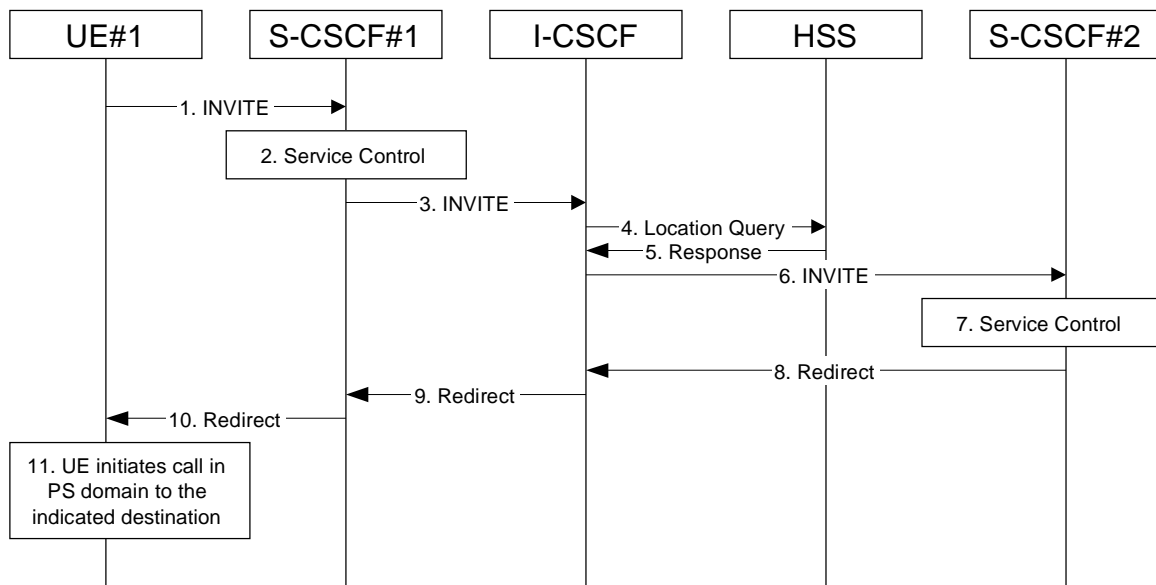 UE#1
S-CSCF#1
I-CSCF
HSS
S-CSCF#2
1. INVITE
2. Service Control
3. INVITE
4. Location Query
5. Response
6. INVITE
7. Service Control
8. Redirect
9. Redirect
10. Redirect
11. UE initiates call in
PS domain to the
indicated destination